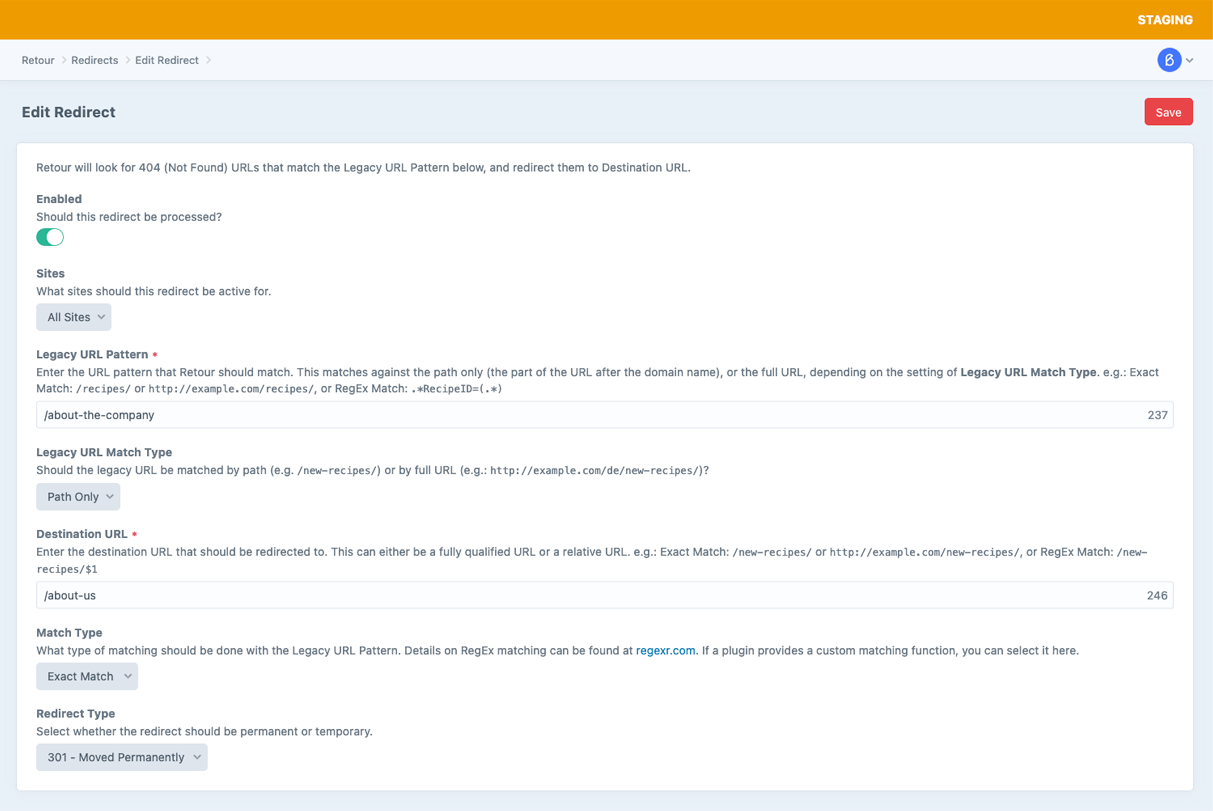 STAGING
Retour Redirects Edit Redirect
ß
Edit Redirect
Save
Retour will look for 404 (Not Found) URLs that match the Legacy URL Pattern below, and redirect them to Destination URL.
Enabled
Should this redirect be processed?
Sites
What sites should this redirect be active for.
All Sites
Legacy URL Pattern *
Enter the URL pattern that Retour should match. This matches against the path only (the part of the URL after the domain name), or the full URL, depending on the setting of Legacy URL Match Type. e.g.: Exact
Match: /recipes/ or http://example.com/recipes/, or RegEx Match: .*RecipeID=(.*)
/about-the-company 237
Legacy URL Match Type
Should the legacy URL be matched by path (e.g. /new-recipes/) or by full URL (e.g.: http://example.com/de/new-recipes/)?
Path Only
Destination URL *
Enter the destination URL that should be redirected to. This can either be a fully qualified URL or a relative URL. e.g.: Exact Match: /new-recipes/ or http://example.com/new-recipes/, or RegEx Match: /new-
recipes/$1
/about-us 246
Match Type
What type of matching should be done with the Legacy URL Pattern. Details on RegEx matching can be found at regexr.com. If a plugin provides a custom matching function, you can select it here.
Exact Match
Redirect Type
Select whether the redirect should be permanent or temporary.
301 - Moved Permanently